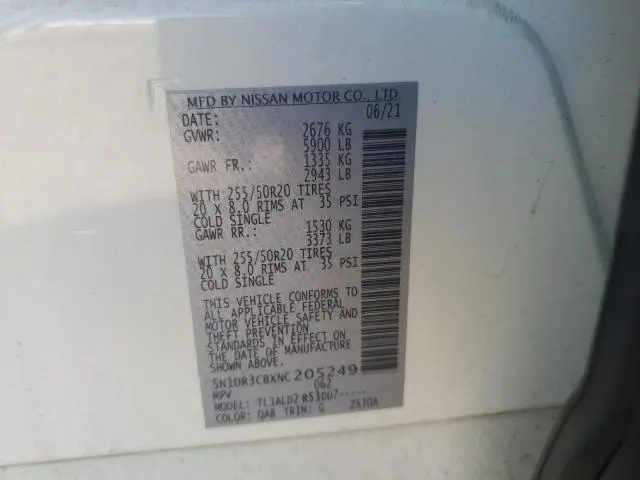 MFD BY NISSAN MOTOR CO., LTD.
DATE: 06/21
GVWR: 2676 KG
5900 LB
GAWR FR.: 1335 KG
2943 LB
WITH 255/50R20 TIRES
20 X 8.0 RIMS AT 35 PSI
COLD SINGLE
GAWR RR.: 1530 KG
3373 LB
WITH 255/50R20 TIRES
20 X 8.0 RIMS AT 35 PSI
COLD SINGLE
THIS VEHICLE CONFORMS TO
ALL APPLICABLE FEDERAL
MOTOR VEHICLE SAFETY AND
THEFT PREVENTION
STANDARDS IN EFFECT ON
THE DATE OF MANUFACTURE
SHOWN ABOVE.
5N1DR3CBXNC205249
MPV 062
MODEL: TLJALD2 R53DU7-----
COLOR: QAB TRIM: G 2S30A